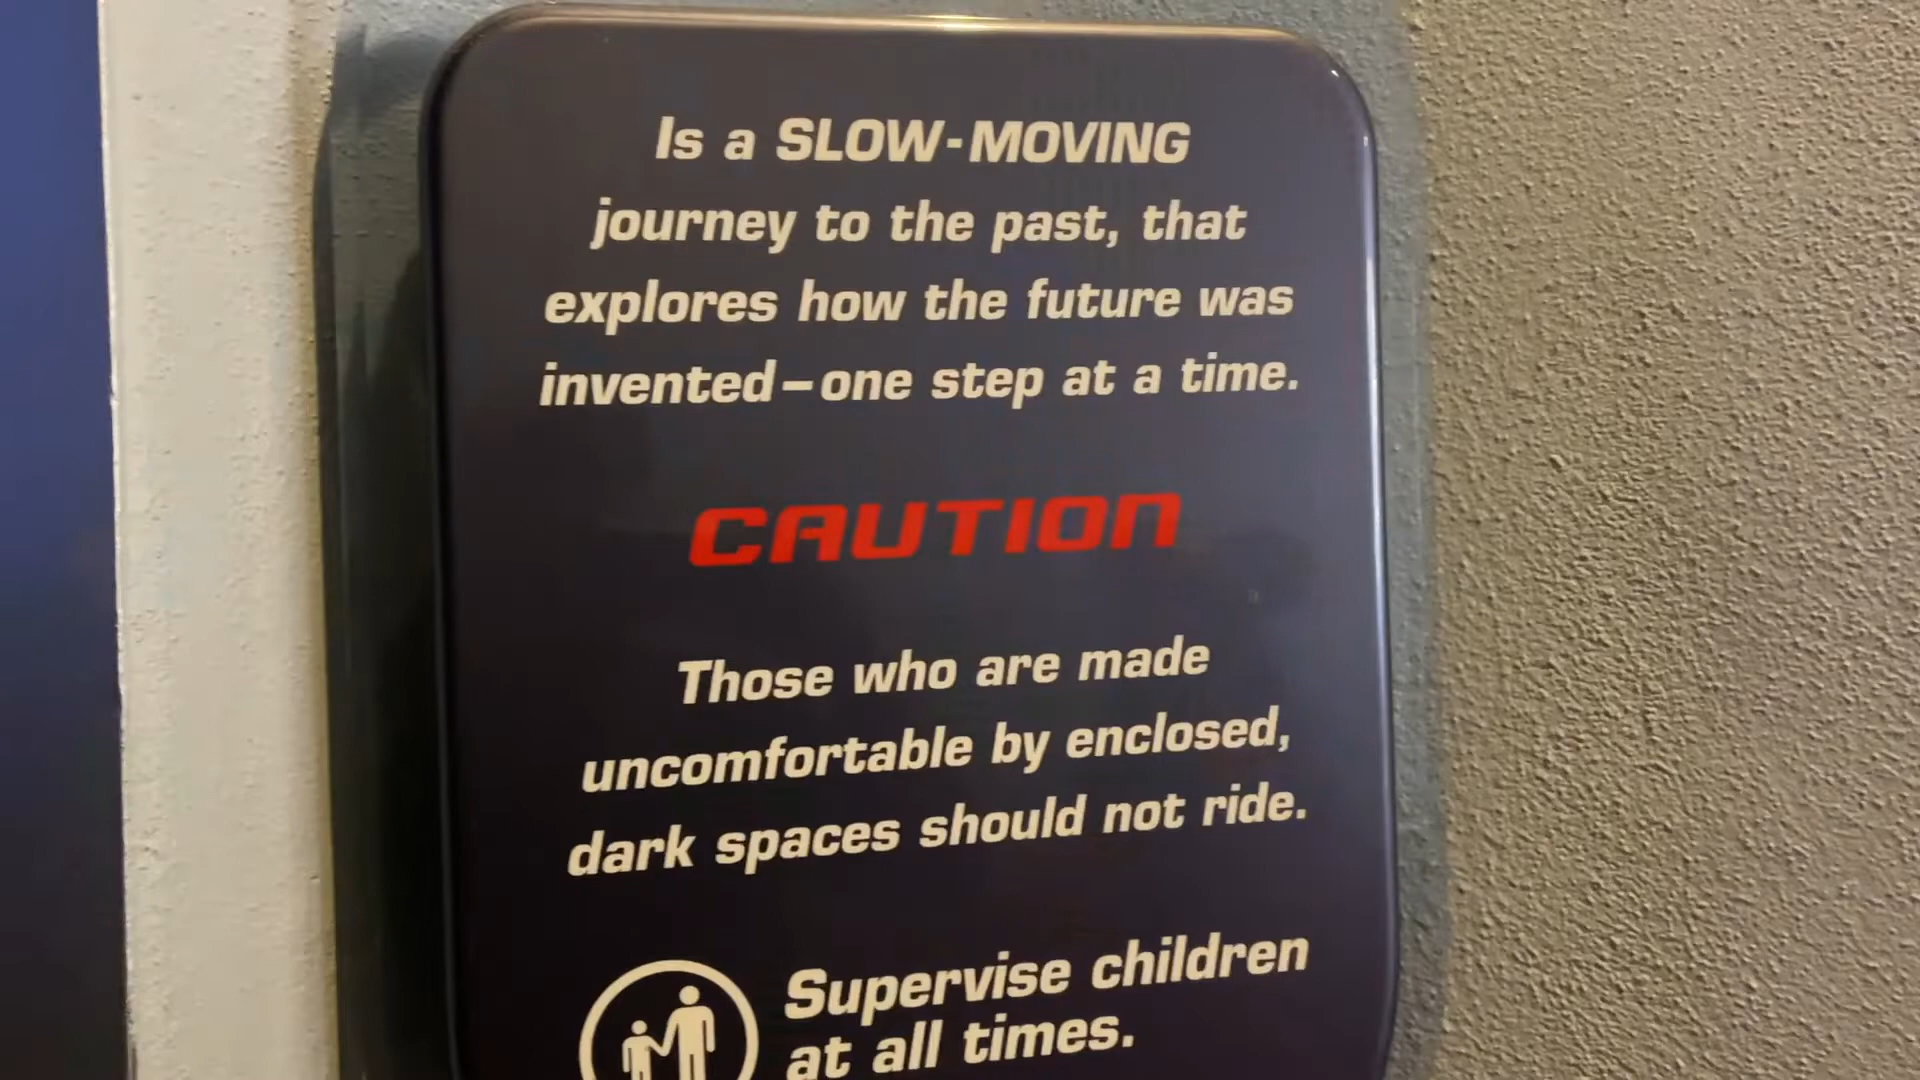 Is a SLOW-MOVING
journey to the past, that
explores how the future was
invented–one step at a time.
CAUTION
Those who are made
uncomfortable by enclosed,
dark spaces should not ride.
Supervise children
at all times.